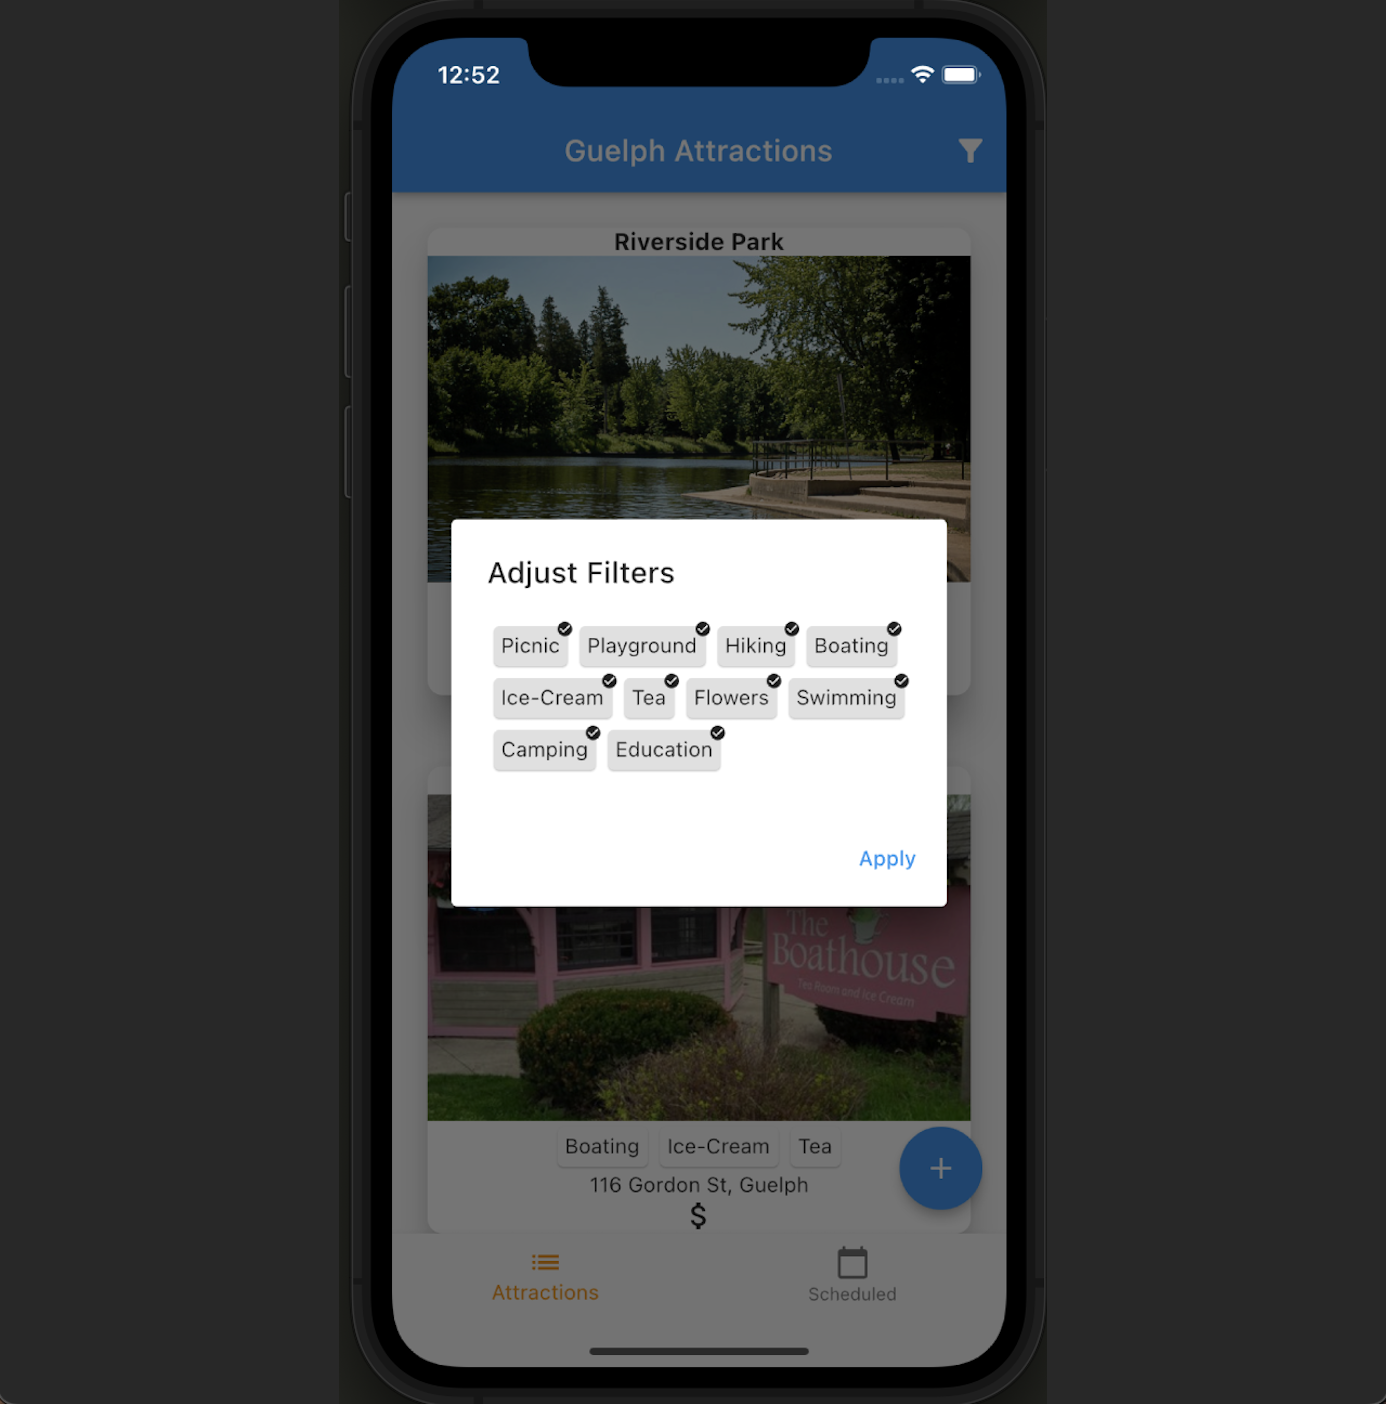 12:52
Guelph Attractions
Riverside Park
Adjust Filters
Picnic Playground Hiking Boating
Ice-Cream Tea Flowers Swimming
Camping Education
Apply
The
Boathouse
Tea Room and Ice Cream
Boating Ice-Cream Tea
116 Gordon St, Guelph
$
+
Attractions Scheduled